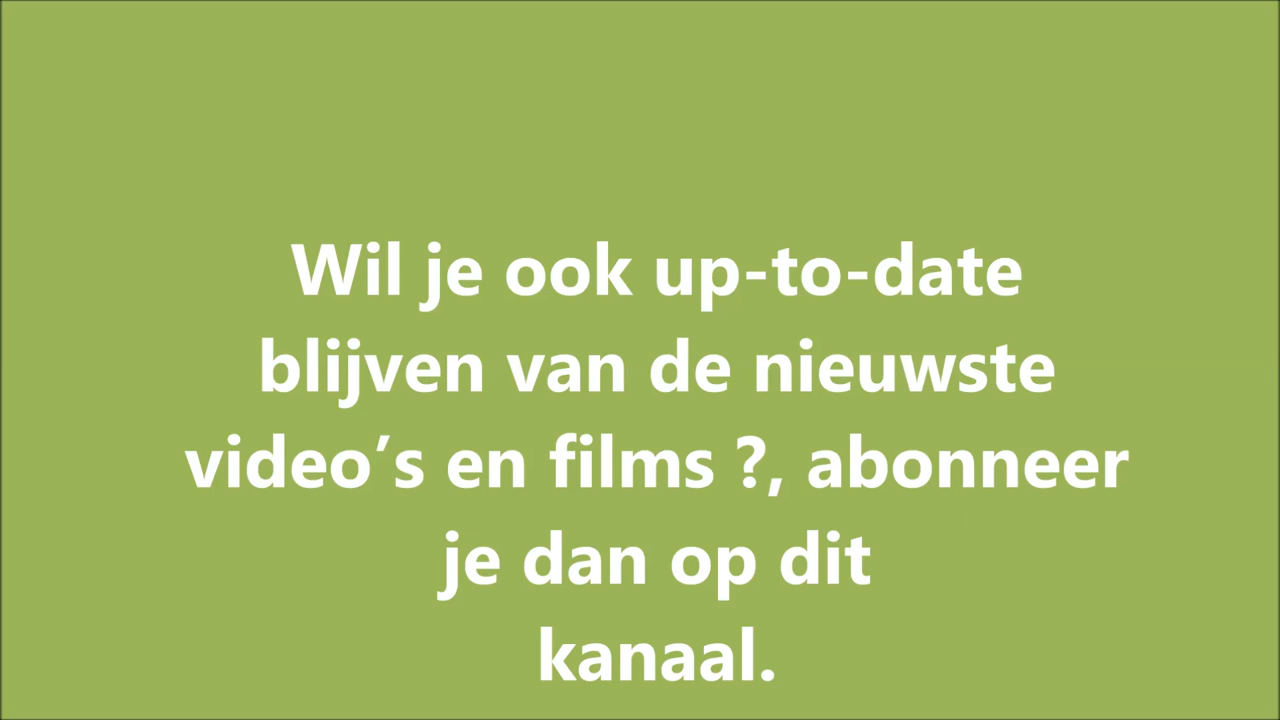 Wil je ook up-to-date
blijven van de nieuwste
video’s en films ?, abonneer
je dan op dit
kanaal.